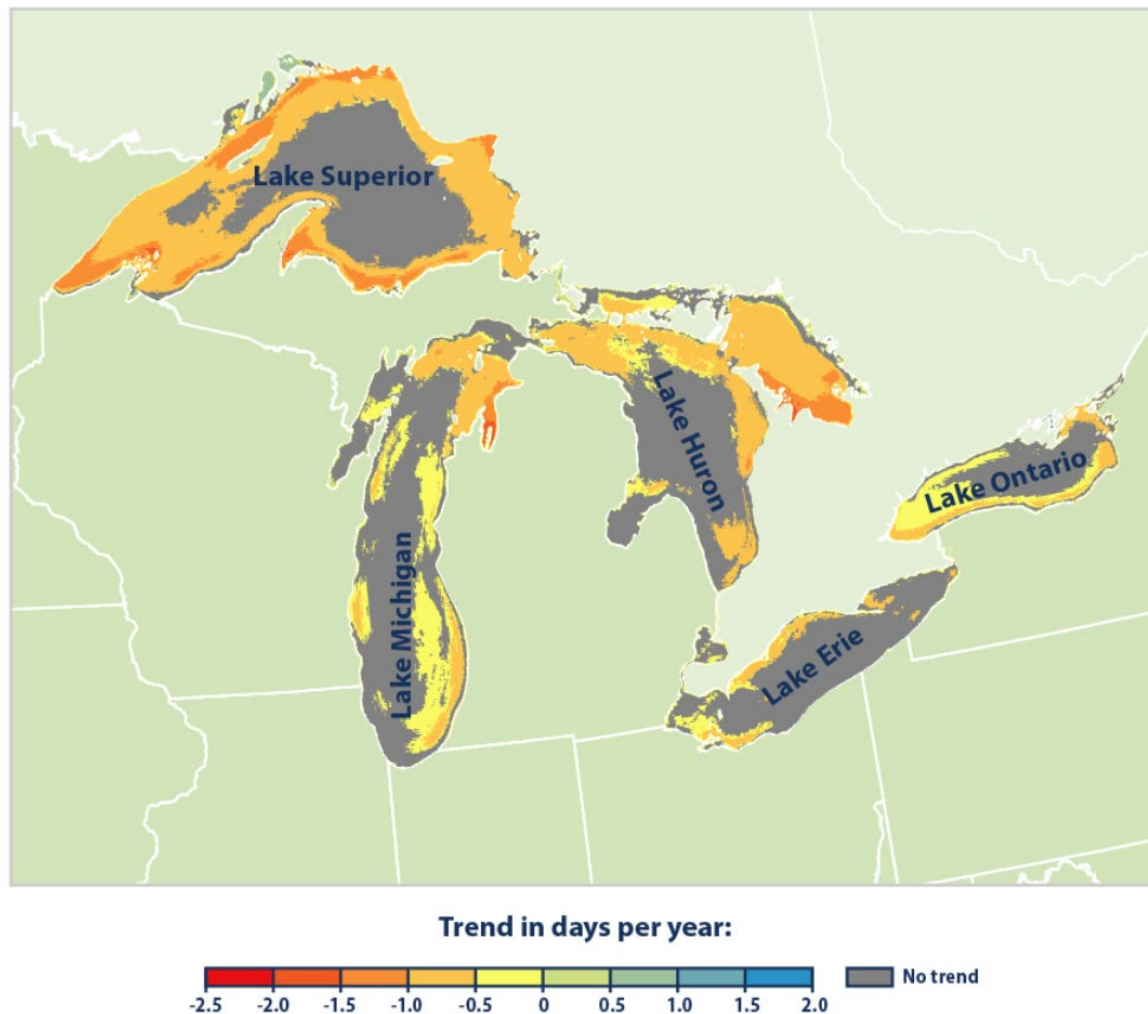 Lake Superior
Lake Huron
Lake Ontario
Lake Michigan
Lake Erie
Trend in days per year:
-2.5 -2.0 -1.5 -1.0 -0.5 0 0.5 1.0 1.5 2.0
No trend